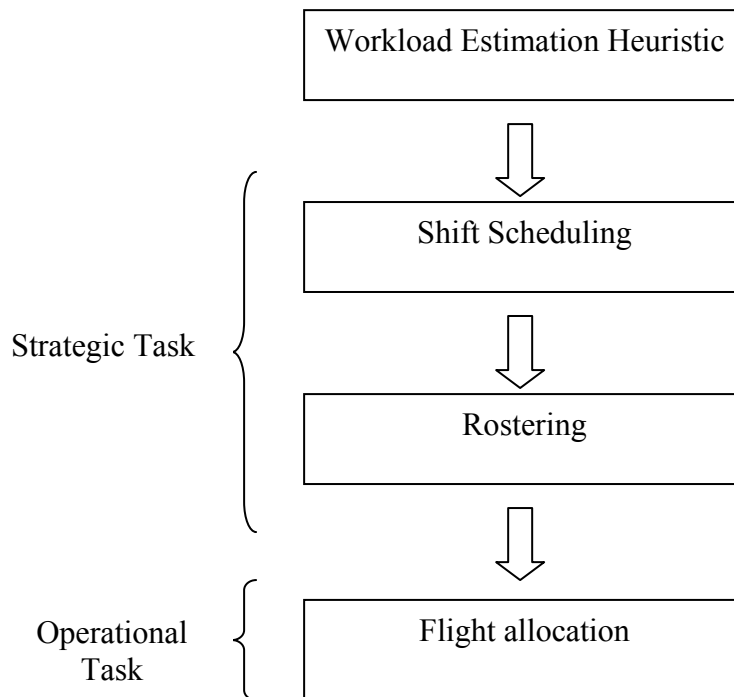 Workload Estimation Heuristic
Shift Scheduling
Strategic Task
Rostering
Flight allocation
Operational
Task